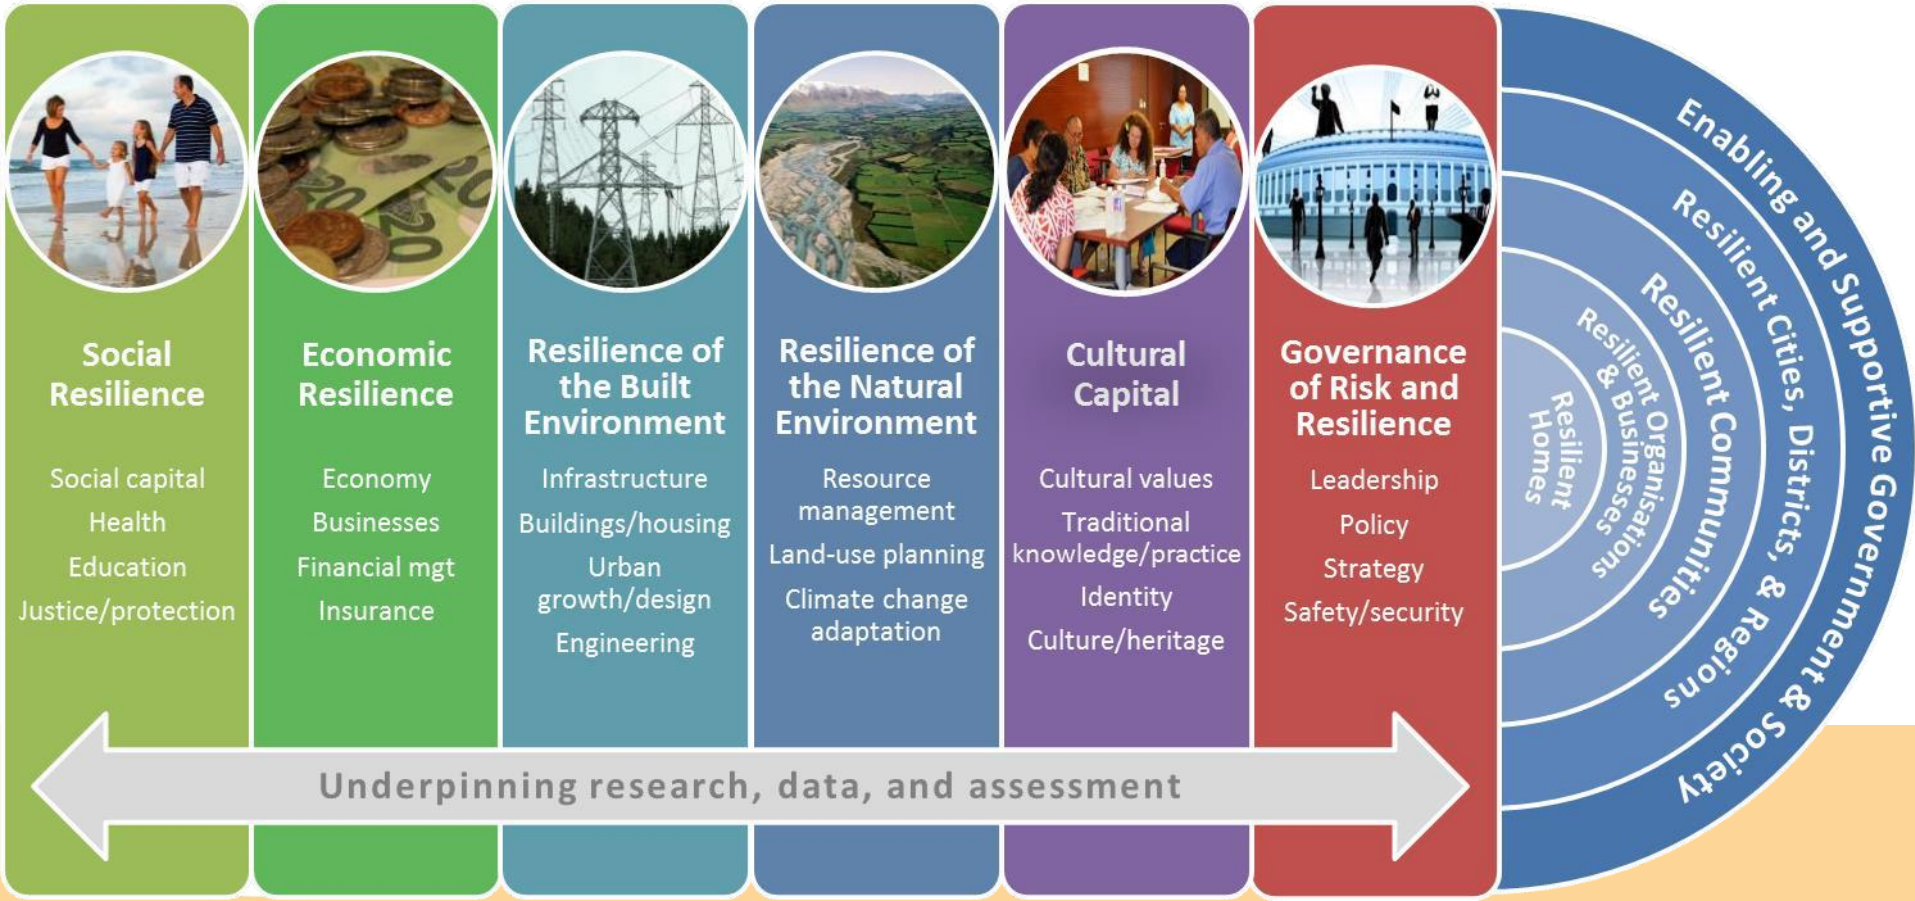 Social
Resilience
Social capital
Health
Education
Justice/protection
Economic
Resilience
Economy
Businesses
Financial mgt
Insurance
Resilience of
the Built
Environment
Infrastructure
Buildings/housing
Urban
growth/design
Engineering
Resilience of
the Natural
Environment
Resource
management
Land-use planning
Climate change
adaptation
Cultural
Capital
Cultural values
Traditional
knowledge/practice
Identity
Culture/heritage
Governance
of Risk and
Resilience
Leadership
Policy
Strategy
Safety/security
Underpinning research, data, and assessment
Resilient
Homes
Resilient Organisations
& Businesses
Resilient Communities
Resilient Cities, Districts, & Regions
Enabling and Supportive Government & Society
20
20
20